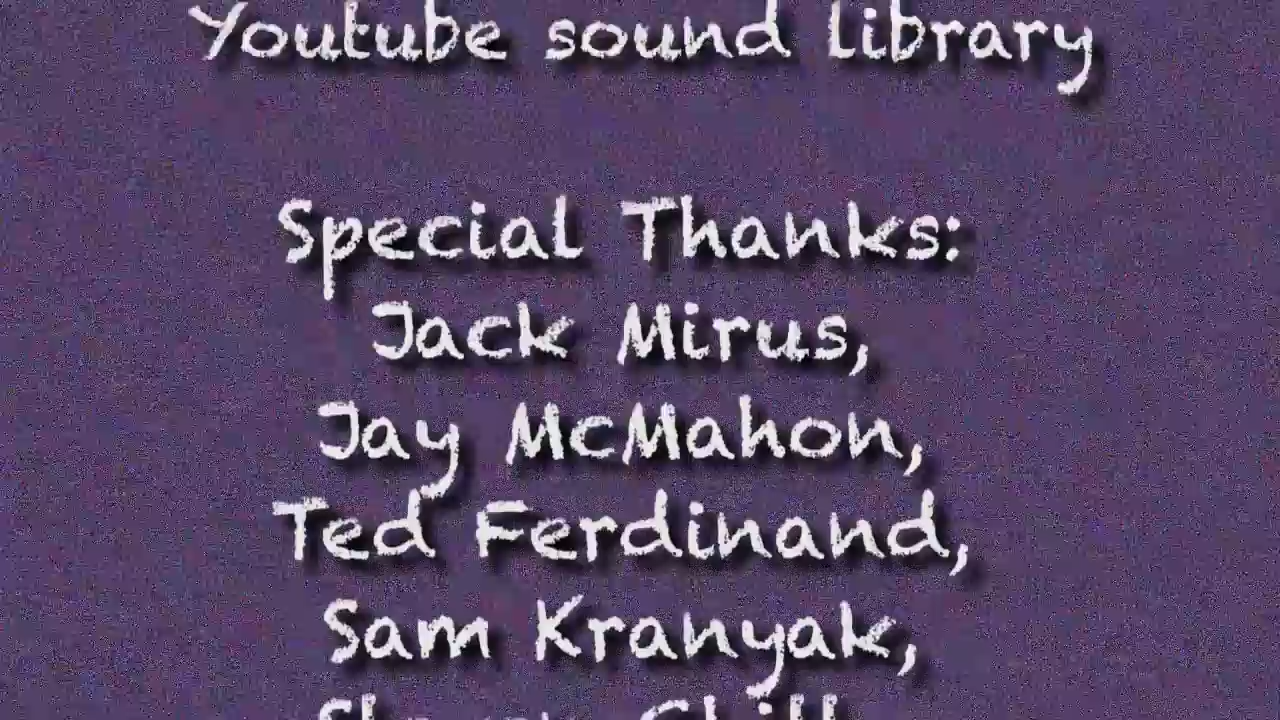 Youtube sound library
Special Thanks:
Jack Mirus,
Jay McMahon,
Ted Ferdinand,
Sam Kranyak,